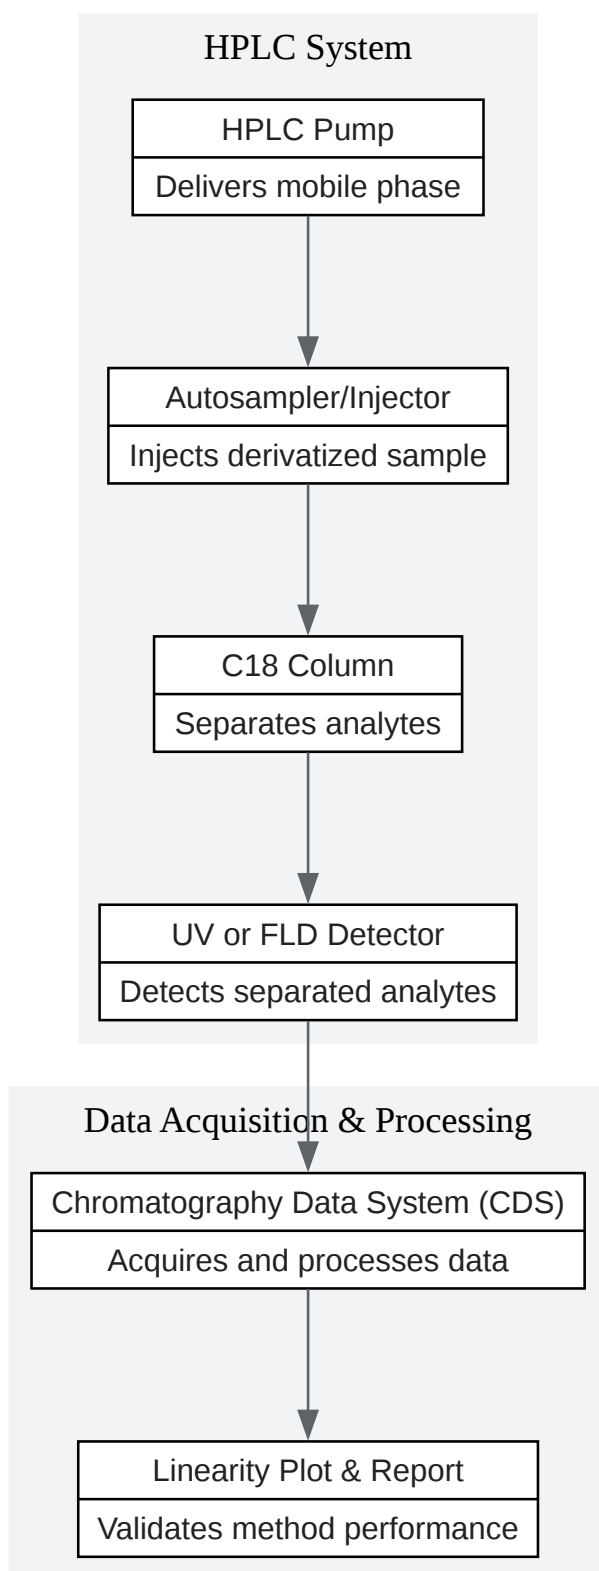 HPLC System
HPLC Pump
Delivers mobile phase
Autosampler/Injector
Injects derivatized sample
C18 Column
Separates analytes
UV or FLD Detector
Detects separated analytes
Data Acquisition & Processing
Chromatography Data System (CDS)
Acquires and processes data
Linearity Plot & Report
Validates method performance